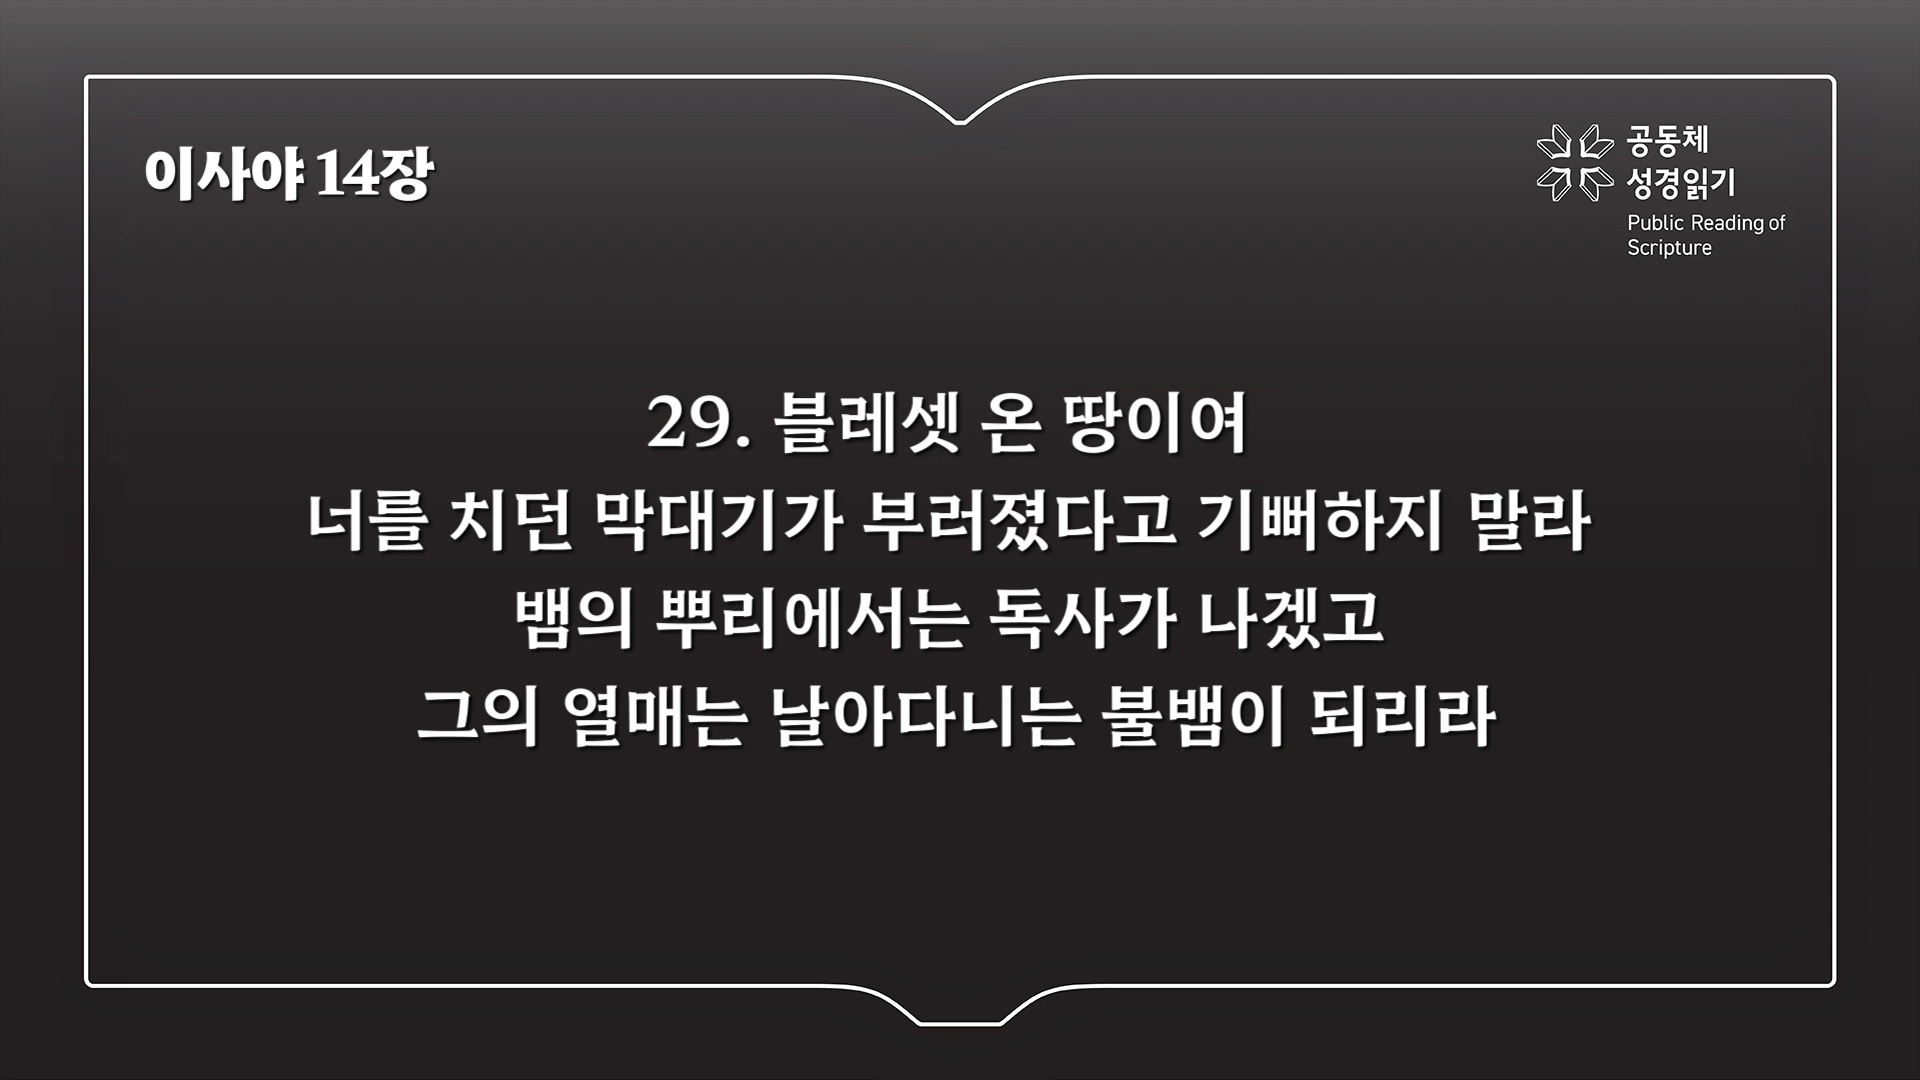 이사야 14장
공동체
성경읽기
Public Reading of
Scripture
29. 블레셋 온 땅이여
너를 치던 막대기가 부러졌다고 기뻐하지 말라
뱀의 뿌리에서는 독사가 나겠고
그의 열매는 날아다니는 불뱀이 되리라